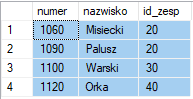 numer nazwisko id_zesp
1 1060 Misiecki 20
2 1090 Palusz 20
3 1100 Warski 30
4 1120 Orka 40